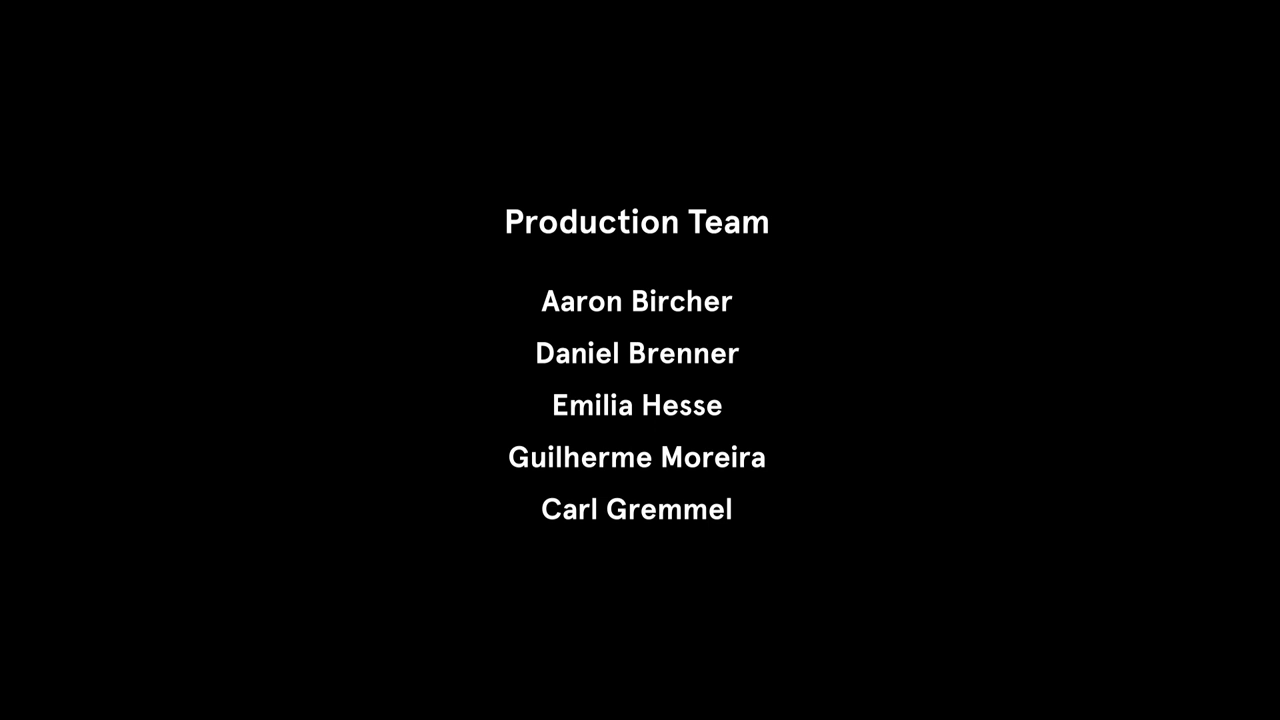 Production Team
Aaron Bircher
Daniel Brenner
Emilia Hesse
Guilherme Moreira
Carl Gremmel